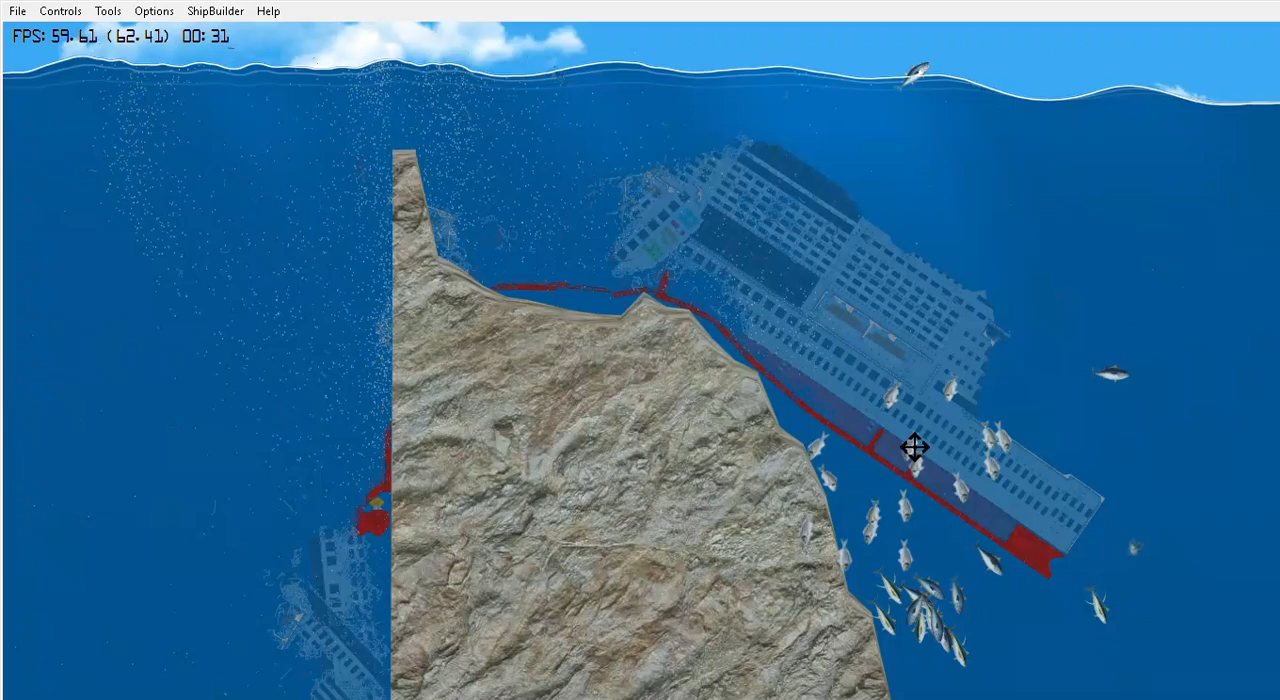 File Controls Tools Options ShipBuilder Help
FPS: 59.61 (62.41) 00:31